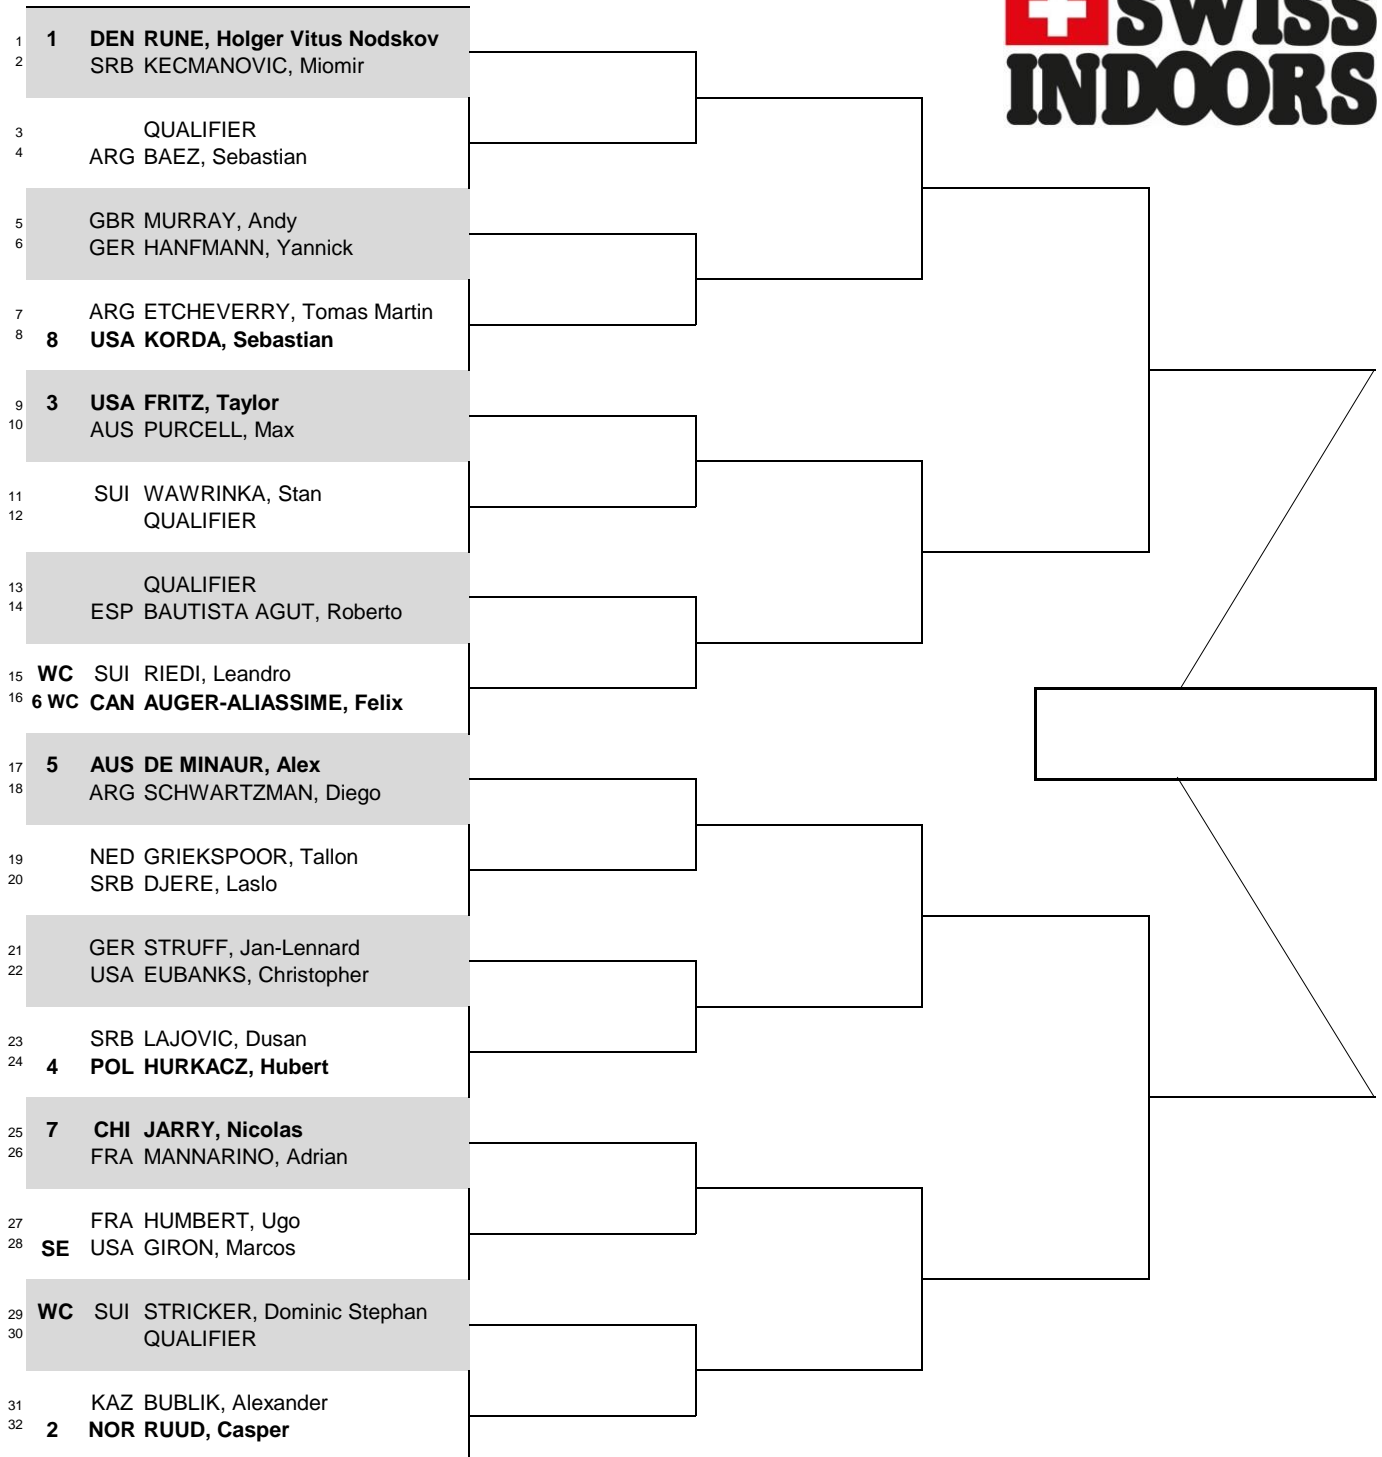 SWISS
INDOORS
1 1 DEN RUNE, Holger Vitus Nodskov
2 SRB KECMANOVIC, Miomir
3 QUALIFIER
4 ARG BAEZ, Sebastian
5 GBR MURRAY, Andy
6 GER HANFMANN, Yannick
7 ARG ETCHEVERRY, Tomas Martin
8 8 USA KORDA, Sebastian
9 3 USA FRITZ, Taylor
10 AUS PURCELL, Max
11 SUI WAWRINKA, Stan
12 QUALIFIER
13 QUALIFIER
14 ESP BAUTISTA AGUT, Roberto
15 WC SUI RIEDI, Leandro
16 6 WC CAN AUGER-ALIASSIME, Felix
17 5 AUS DE MINAUR, Alex
18 ARG SCHWARTZMAN, Diego
19 NED GRIEKSPOOR, Tallon
20 SRB DJERE, Laslo
21 GER STRUFF, Jan-Lennard
22 USA EUBANKS, Christopher
23 SRB LAJOVIC, Dusan
24 4 POL HURKACZ, Hubert
25 7 CHI JARRY, Nicolas
26 FRA MANNARINO, Adrian
27 FRA HUMBERT, Ugo
28 SE USA GIRON, Marcos
29 WC SUI STRICKER, Dominic Stephan
30 QUALIFIER
31 KAZ BUBLIK, Alexander
32 2 NOR RUUD, Casper